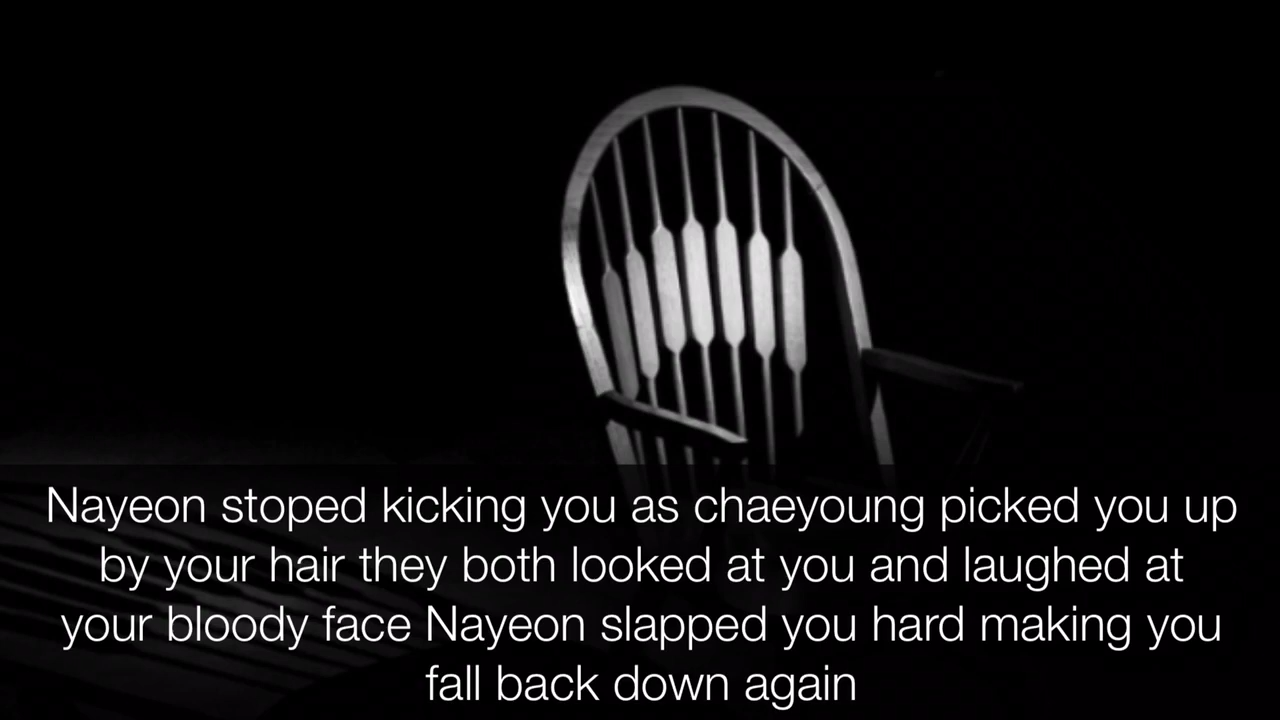 Nayeon stoped kicking you as chaeyoung picked you up
by your hair they both looked at you and laughed at
your bloody face Nayeon slapped you hard making you
fall back down again